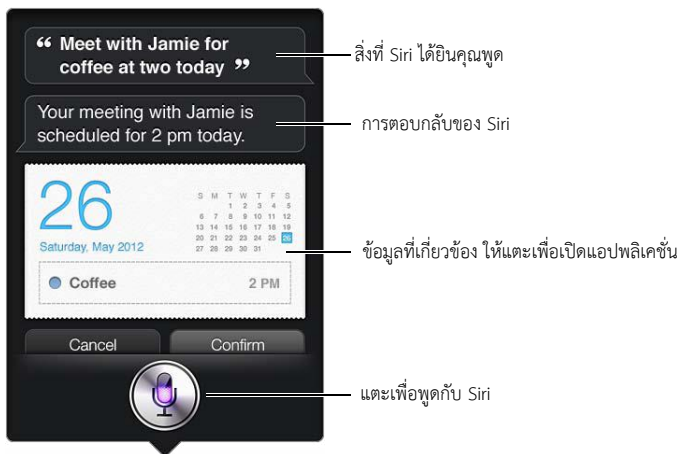 “ Meet with Jamie for
coffee at two today ”
สิ่งที่ Siri ได้ยินคุณพูด
Your meeting with Jamie is
scheduled for 2 pm today.
การตอบกลับของ Siri
26
Saturday, May 2012
S M T W T F S
1 2 3 4 5
6 7 8 9 10 11 12
13 14 15 16 17 18 19
20 21 22 23 24 25 26
27 28 29 30 31
ข้อมูลที่เกี่ยวข้อง ให้แตะเพื่อเปิดแอปพลิเคชั่น
Coffee 2 PM
Cancel Confirm
แตะเพื่อพูดกับ Siri